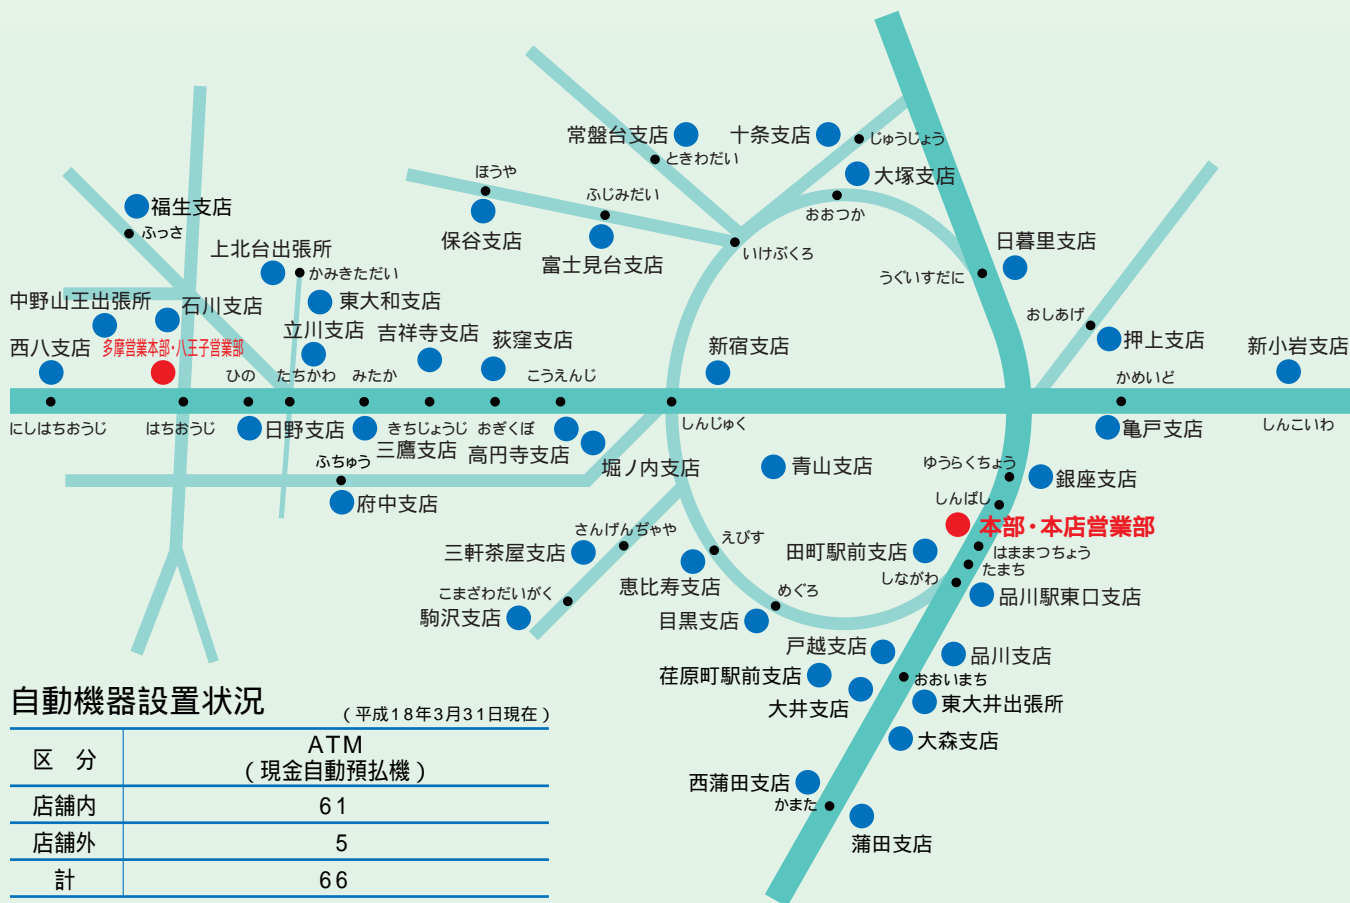 常盤台支店
ときわだい
十条支店
じゅうじょう
大塚支店
おおつか
ほうや
保谷支店
ふじみだい
富士見台支店
いけぶくろ
うぐいすだに
日暮里支店
福生支店
ふっさ
上北台出張所
かみきただい
東大和支店
中野山王出張所
石川支店
立川支店
吉祥寺支店
荻窪支店
新宿支店
おしあげ
押上支店
新小岩支店
西八支店
多摩営業本部・八王子営業部
ひの
たちかわ
みたか
こうえんじ
かめいど
にしはちおうじ
はちおうじ
日野支店
三鷹支店
きちじょうじ
おぎくぼ
高円寺支店
堀ノ内支店
しんじゅく
亀戸支店
しんこいわ
ふちゅう
府中支店
青山支店
ゆうらくちょう
銀座支店
しんばし
本部・本店営業部
さんげんぢゃや
三軒茶屋支店
えびす
恵比寿支店
田町駅前支店
はままつちょう
たまち
しながわ
品川駅東口支店
こまざわだいがく
駒沢支店
めぐろ
目黒支店
戸越支店
品川支店
荏原町駅前支店
おおいまち
大井支店
東大井出張所
大森支店
西蒲田支店
かまた
蒲田支店
自動機器設置状況
(平成18年3月31日現在)
区 分
ATM
(現金自動預払機)
店舗内 61
店舗外 5
計 66